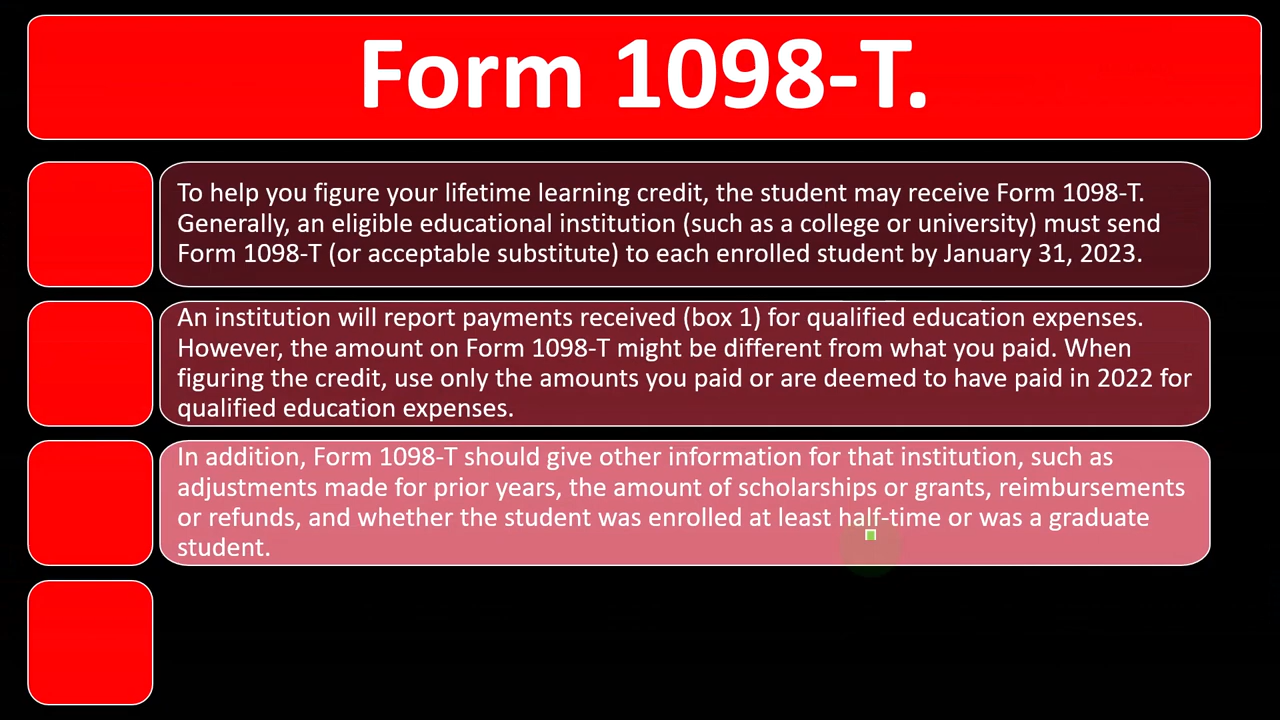 Form 1098-T.
To help you figure your lifetime learning credit, the student may receive Form 1098-T.
Generally, an eligible educational institution (such as a college or university) must send
Form 1098-T (or acceptable substitute) to each enrolled student by January 31, 2023.
An institution will report payments received (box 1) for qualified education expenses.
However, the amount on Form 1098-T might be different from what you paid. When
figuring the credit, use only the amounts you paid or are deemed to have paid in 2022 for
qualified education expenses.
In addition, Form 1098-T should give other information for that institution, such as
adjustments made for prior years, the amount of scholarships or grants, reimbursements
or refunds, and whether the student was enrolled at least half-time or was a graduate
student.